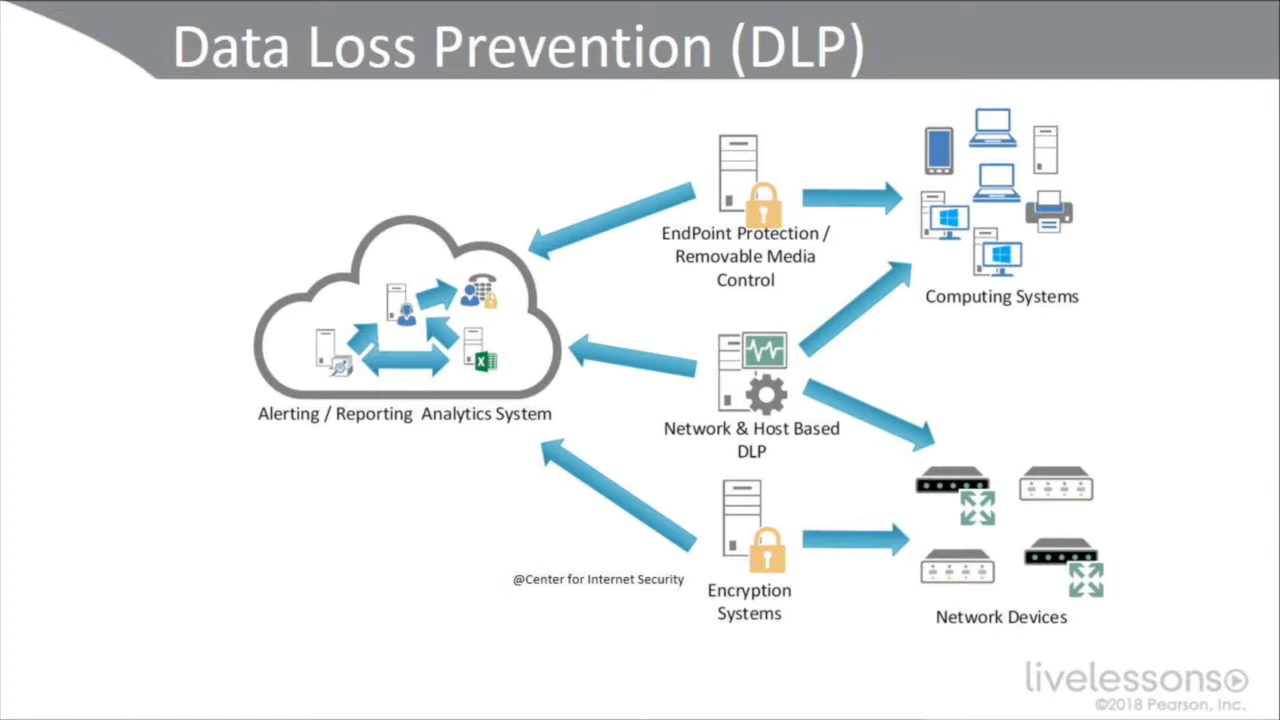 Data Loss Prevention (DLP)
EndPoint Protection /
Removable Media
Control
Computing Systems
X
Alerting / Reporting Analytics System
Network & Host Based
DLP
@Center for Internet Security
Encryption
Systems
Network Devices
livelessons
©2018 Pearson, Inc.